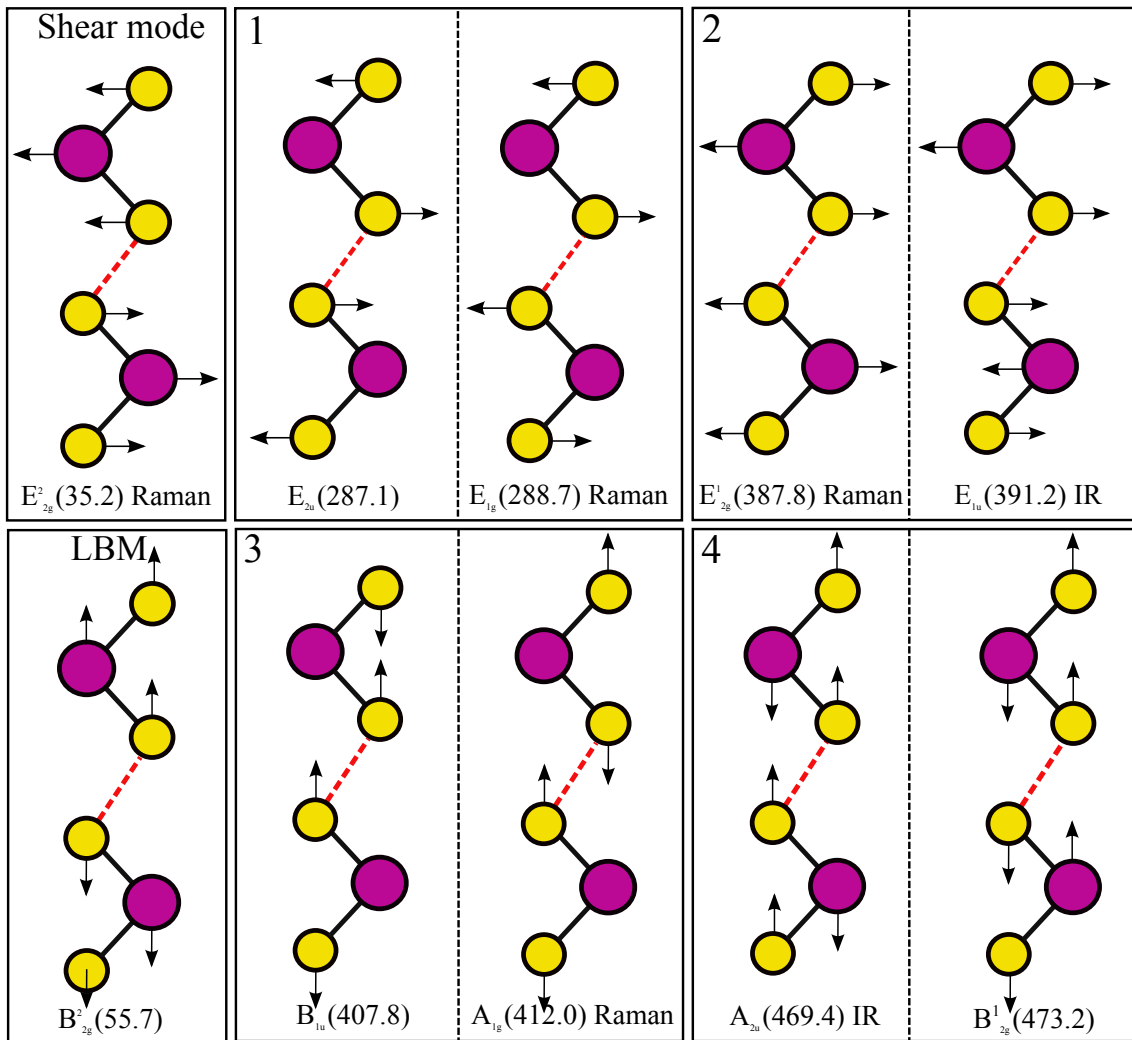 Shear mode
1
2
E²₂g(35.2) Raman
E₂ᵤ(287.1)
E₁g(288.7) Raman
E¹₂g(387.8) Raman
E₁ᵤ(391.2) IR
LBM
3
4
B²₂g(55.7)
B₁ᵤ(407.8)
A₁g(412.0) Raman
A₂ᵤ(469.4) IR
B¹₂g(473.2)